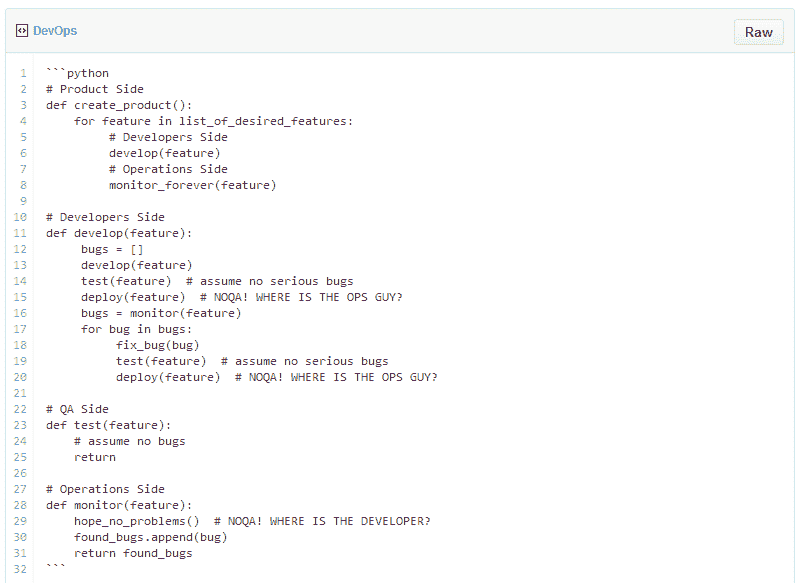 DevOps
Raw
1 ```python
2 # Product Side
3 def create_product():
4     for feature in list_of_desired_features:
5          # Developers Side
6          develop(feature)
7          # Operations Side
8          monitor_forever(feature)
9
10 # Developers Side
11 def develop(feature):
12      bugs = []
13      develop(feature)
14      test(feature)  # assume no serious bugs
15      deploy(feature)  # NOQA! WHERE IS THE OPS GUY?
16      bugs = monitor(feature)
17      for bug in bugs:
18           fix_bug(bug)
19           test(feature)  # assume no serious bugs
20           deploy(feature)  # NOQA! WHERE IS THE OPS GUY?
21
22 # QA Side
23 def test(feature):
24     # assume no bugs
25     return
26
27 # Operations Side
28 def monitor(feature):
29     hope_no_problems()  # NOQA! WHERE IS THE DEVELOPER?
30     found_bugs.append(bug)
31     return found_bugs
32 ```